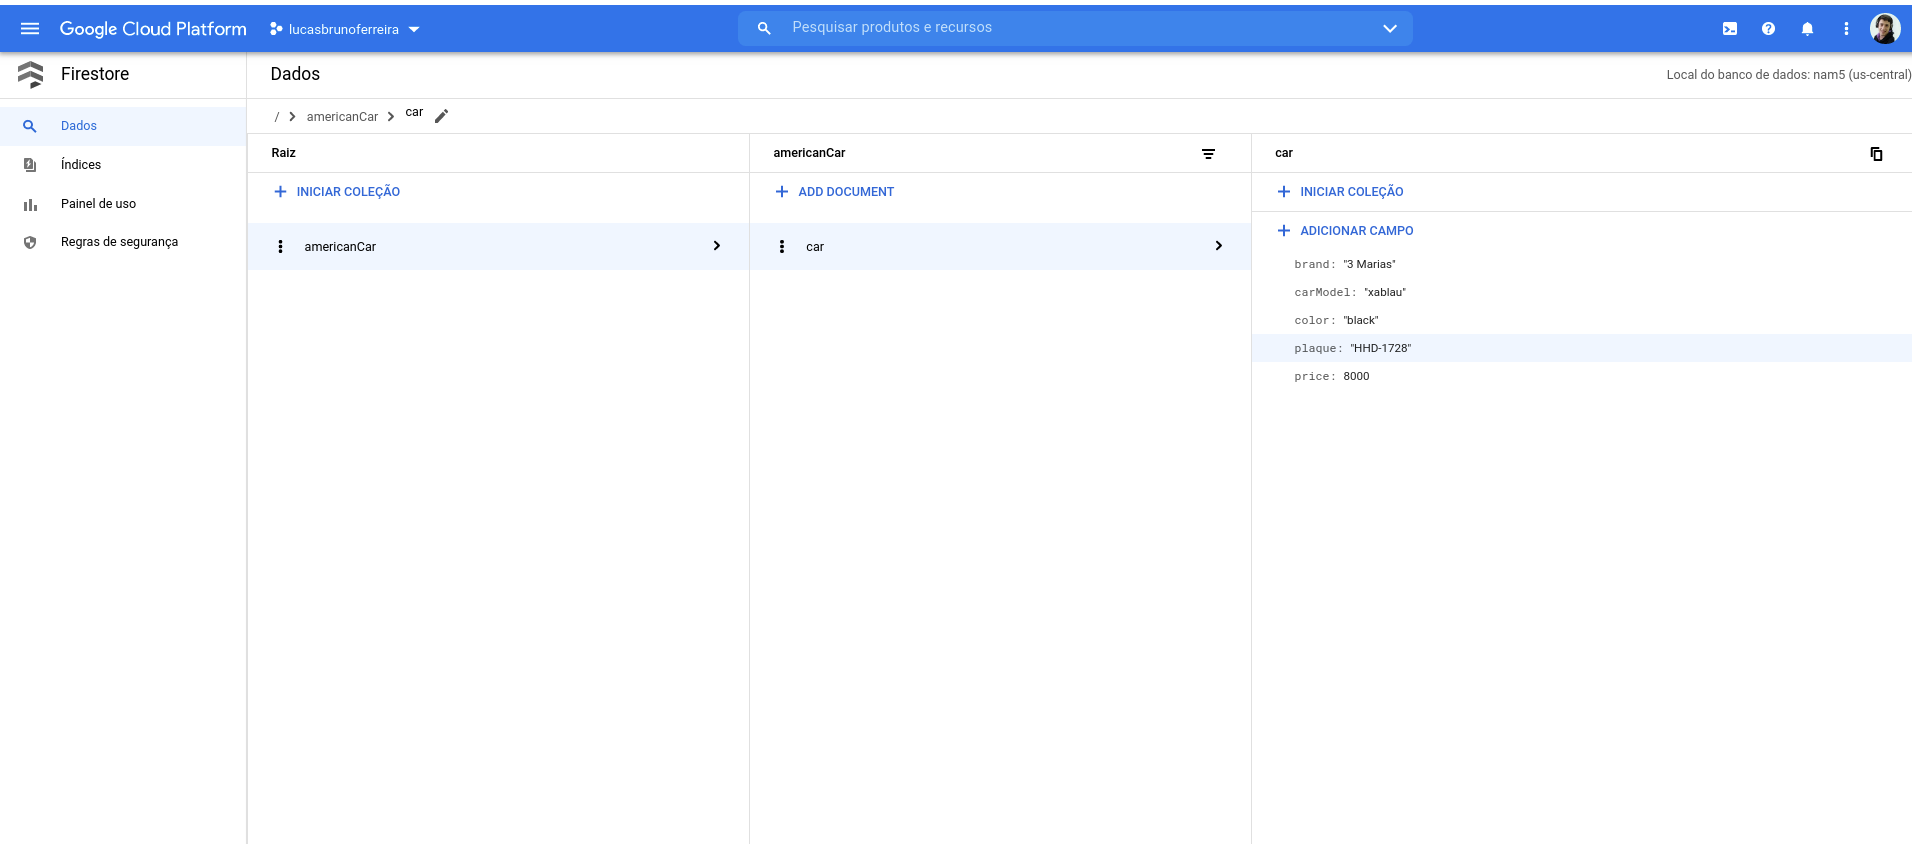 Google Cloud Platform
lucasbrunoferreira
Pesquisar produtos e recursos
Firestore
Dados
Local do banco de dados: nam5 (us-central)
Dados
Índices
Painel de uso
Regras de segurança
/ > americanCar > car
Raiz
INICIAR COLEÇÃO
americanCar
americanCar
ADD DOCUMENT
car
car
INICIAR COLEÇÃO
ADICIONAR CAMPO
brand: "3 Marias"
carModel: "xablau"
color: "black"
plaque: "HHD-1728"
price: 8000